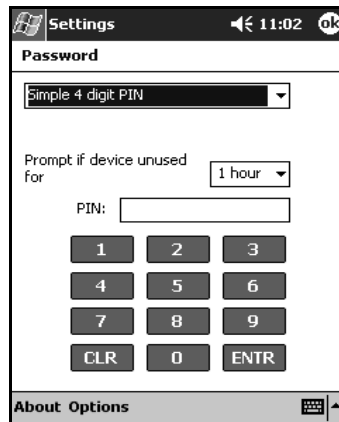 Settings 11:02 ok
Password
Simple 4 digit PIN
Prompt if device unused
for 1 hour
PIN:
1 2 3
4 5 6
7 8 9
CLR 0 ENTR
About Options